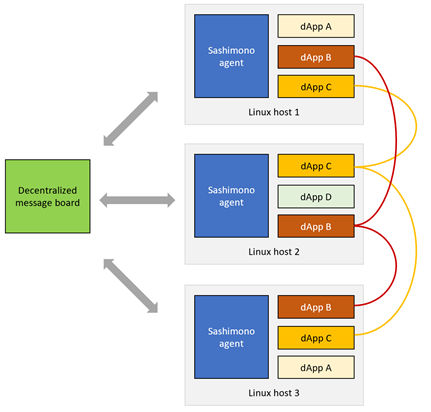 Decentralized
message board
Sashimono
agent
dApp A
dApp B
dApp C
Linux host 1
Sashimono
agent
dApp C
dApp D
dApp B
Linux host 2
Sashimono
agent
dApp B
dApp C
dApp A
Linux host 3